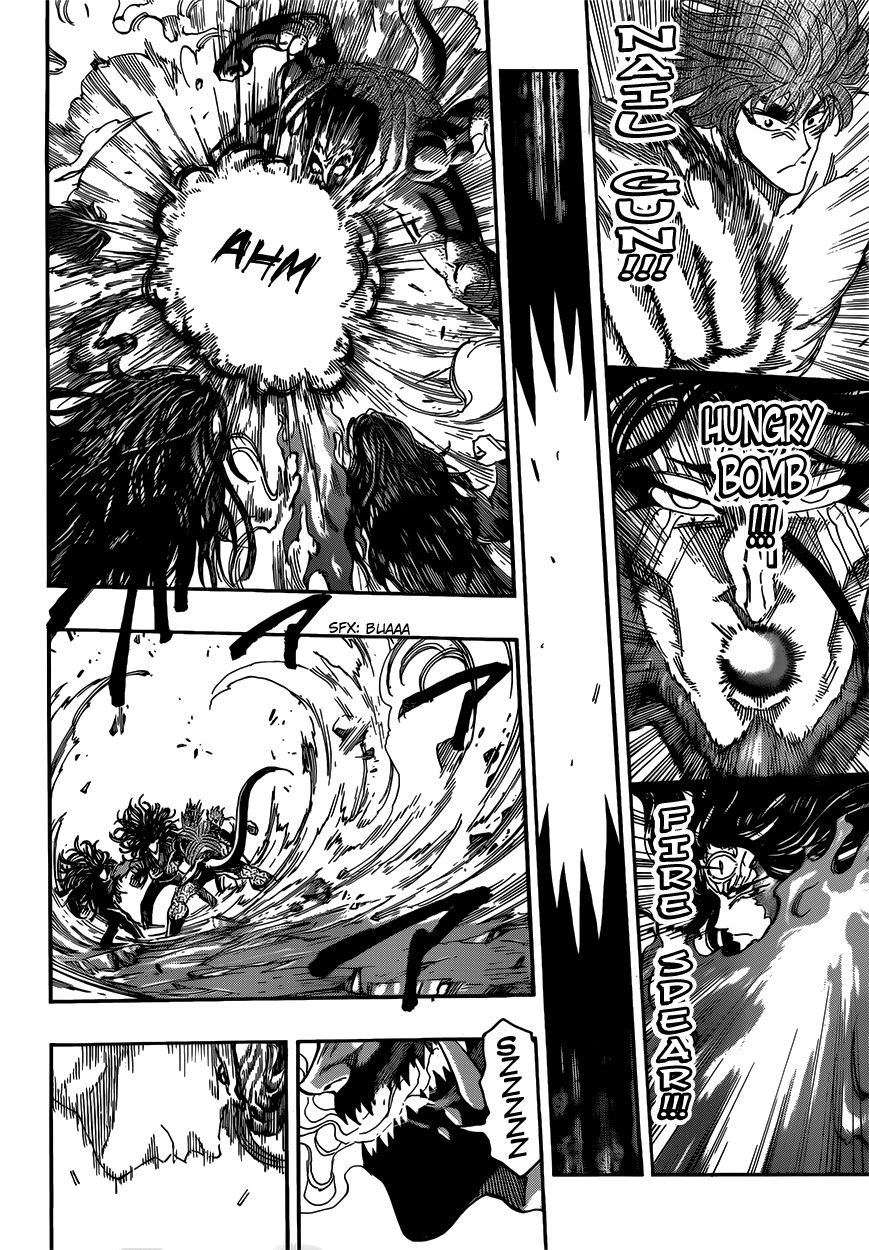 NAIL GUN!!!
HUNGRY
BOMB
!!!
FIRE SPEAR!!!
AHM
SFX: BUAAA
SZZZZZ